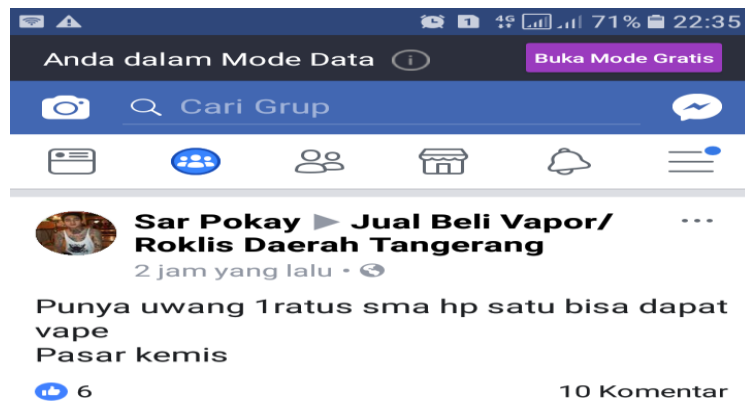 1 4G 71% 22:35
Anda dalam Mode Data i Buka Mode Gratis
Cari Grup
Sar Pokay ▶ Jual Beli Vapor/
Roklis Daerah Tangerang
2 jam yang lalu •
Punya uwang 1ratus sma hp satu bisa dapat
vape
Pasar kemis
6 10 Komentar